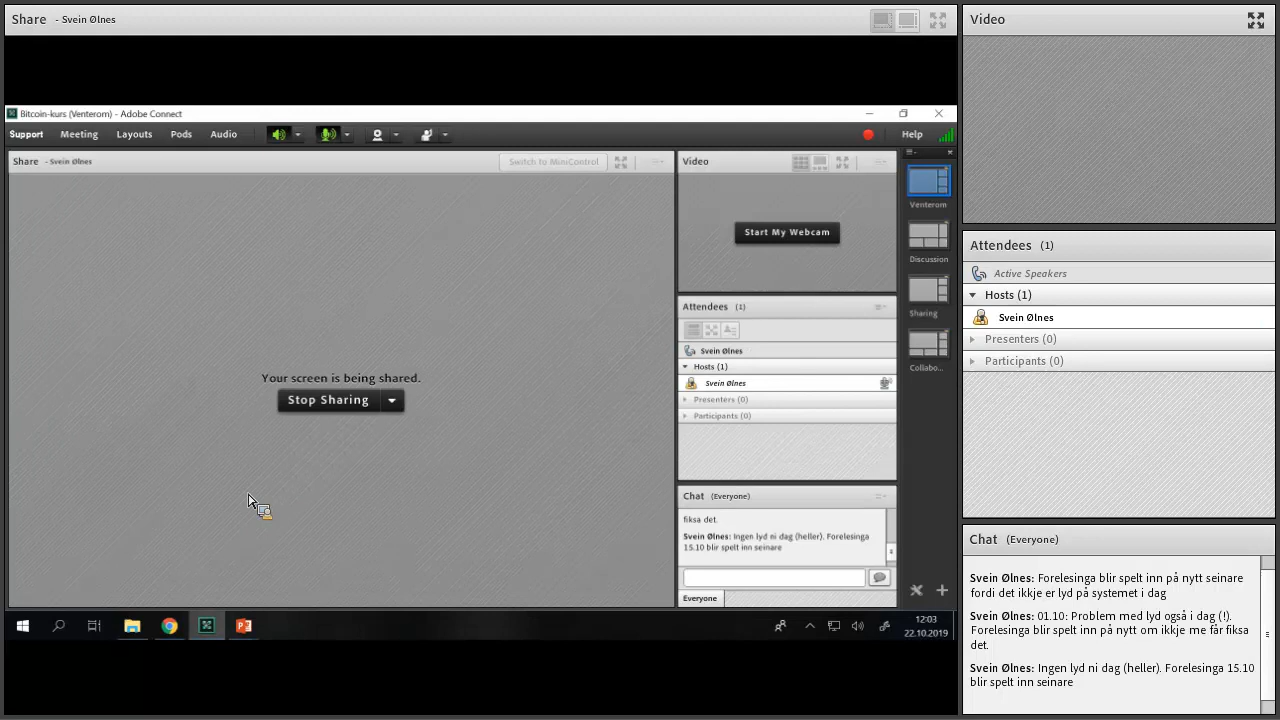 Share - Svein Ølnes
Video
Bitcoin-kurs (Venterom) - Adobe Connect
Support Meeting Layouts Pods Audio Help
Share - Svein Ølnes
Switch to MiniControl
Video
Start My Webcam
Venterom
Discussion
Sharing
Collabo...
Your screen is being shared.
Stop Sharing
Attendees (1)
Svein Ølnes
Hosts (1)
Svein Ølnes
Presenters (0)
Participants (0)
Chat (Everyone)
fiksa det.
Svein Ølnes: Ingen lyd ni dag (heller). Forelesinga
15.10 blir spelt inn seinare
Everyone
12:03
22.10.2019
Attendees (1)
Active Speakers
Hosts (1)
Svein Ølnes
Presenters (0)
Participants (0)
Chat (Everyone)
Svein Ølnes: Forelesinga blir spelt inn på nytt seinare
fordi det ikkje er lyd på systemet i dag
Svein Ølnes: 01.10: Problem med lyd også i dag (!).
Forelesinga blir spelt inn på nytt om ikkje me får fiksa
det.
Svein Ølnes: Ingen lyd ni dag (heller). Forelesinga 15.10
blir spelt inn seinare